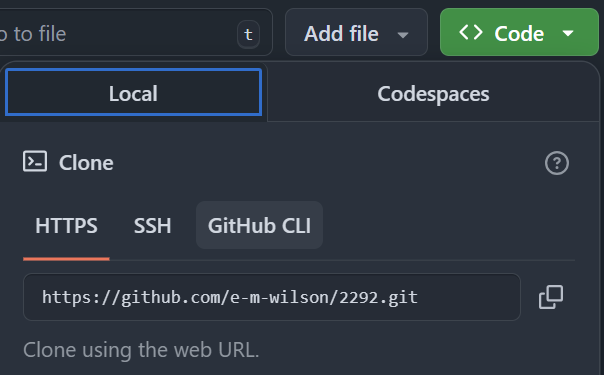 to file t Add file <> Code
Local Codespaces
Clone
HTTPS SSH GitHub CLI
https://github.com/e-m-wilson/2292.git
Clone using the web URL.